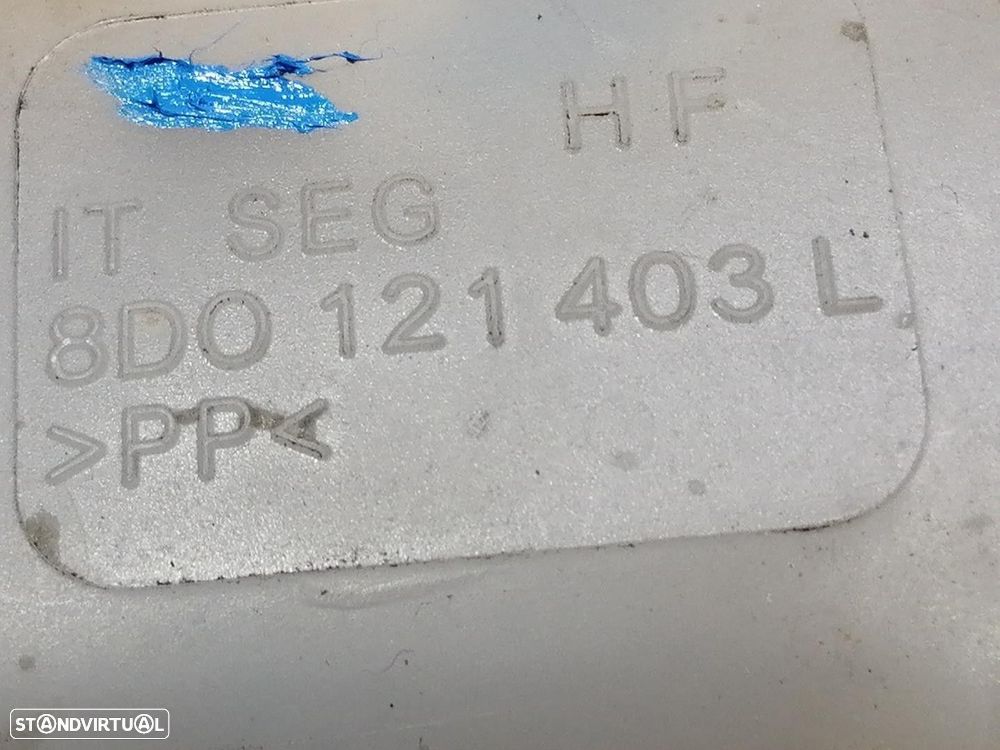 HF
IT SEG
8D0 121 403 L
>PP<
STANDVIRTUAL